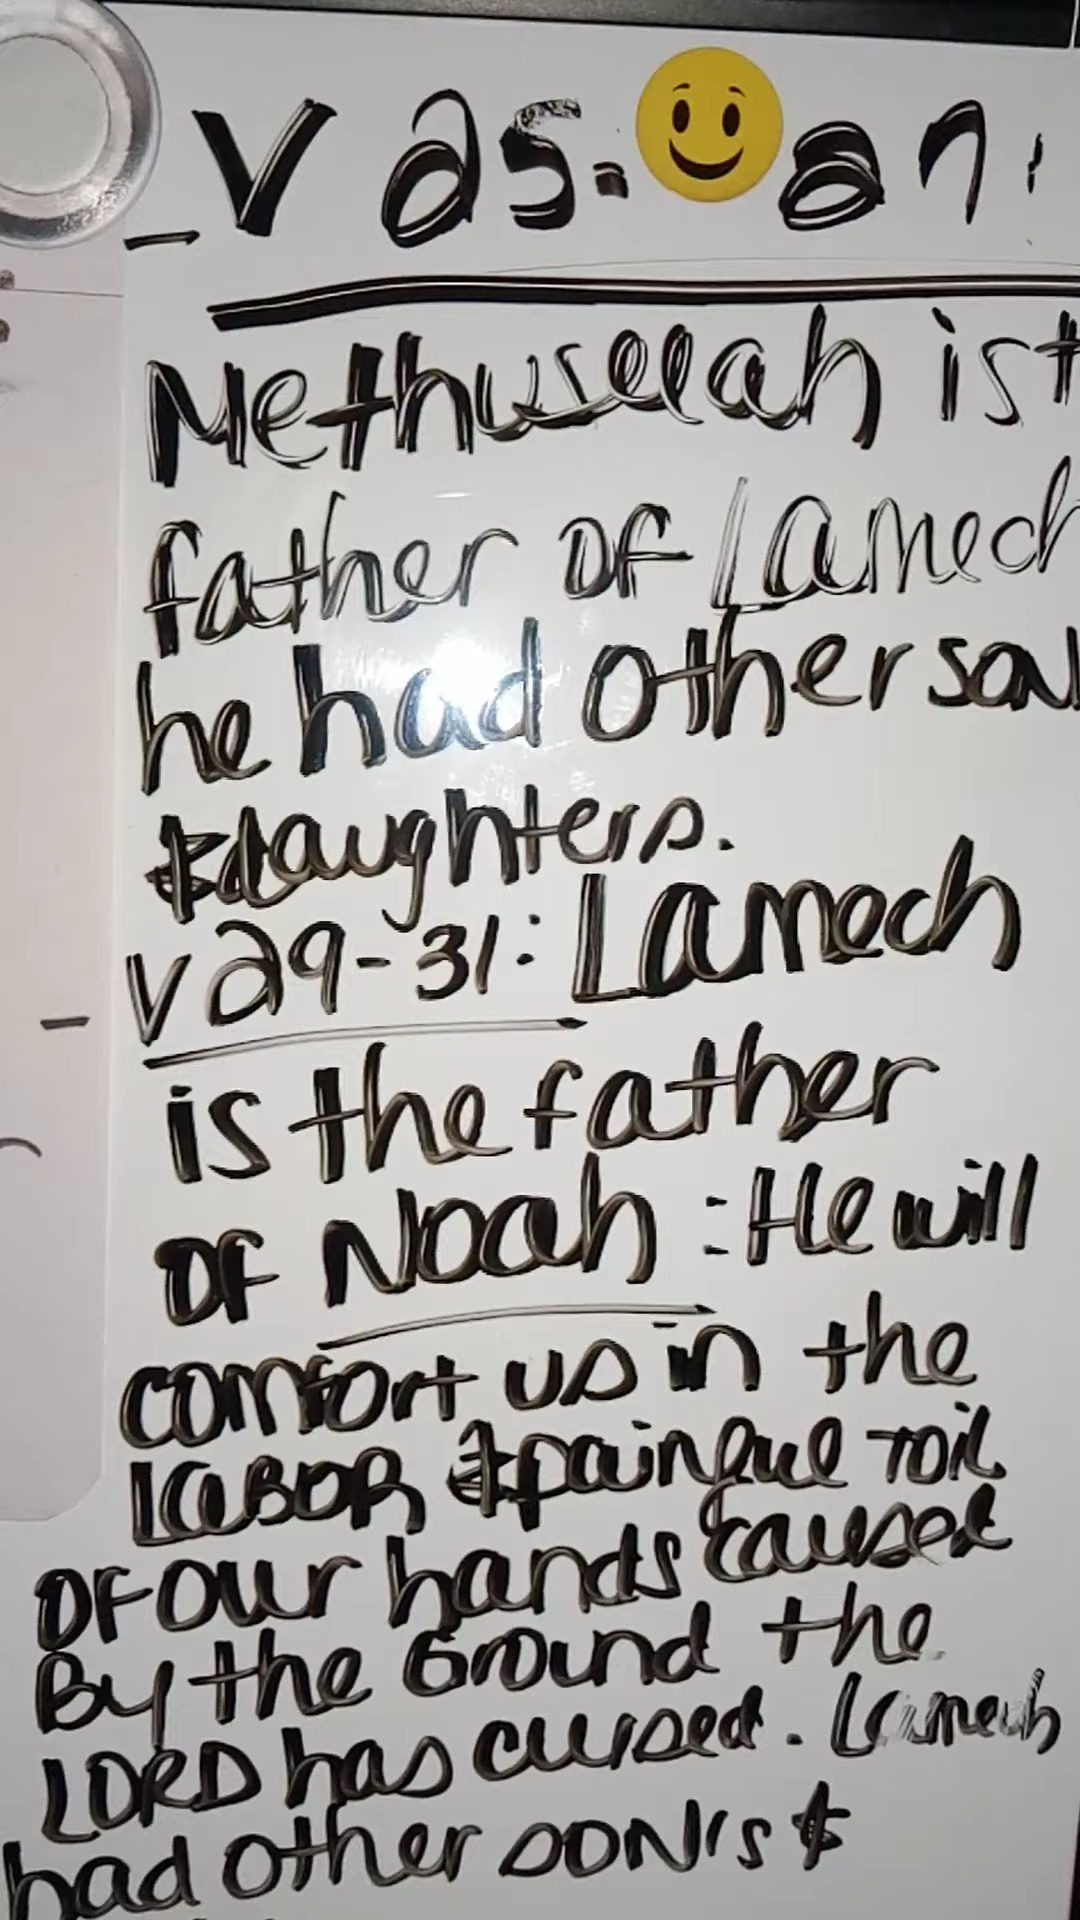 - V 25- 27:
Methuselah is t
father of Lamech
he had other son
& daughters.
- V 29-31: Lamech
is the father
of Noah : He will
comfort us in the
labor & painful toil
of our hands caused
By the Ground the
LORD has cursed. Lamech
had other son's &